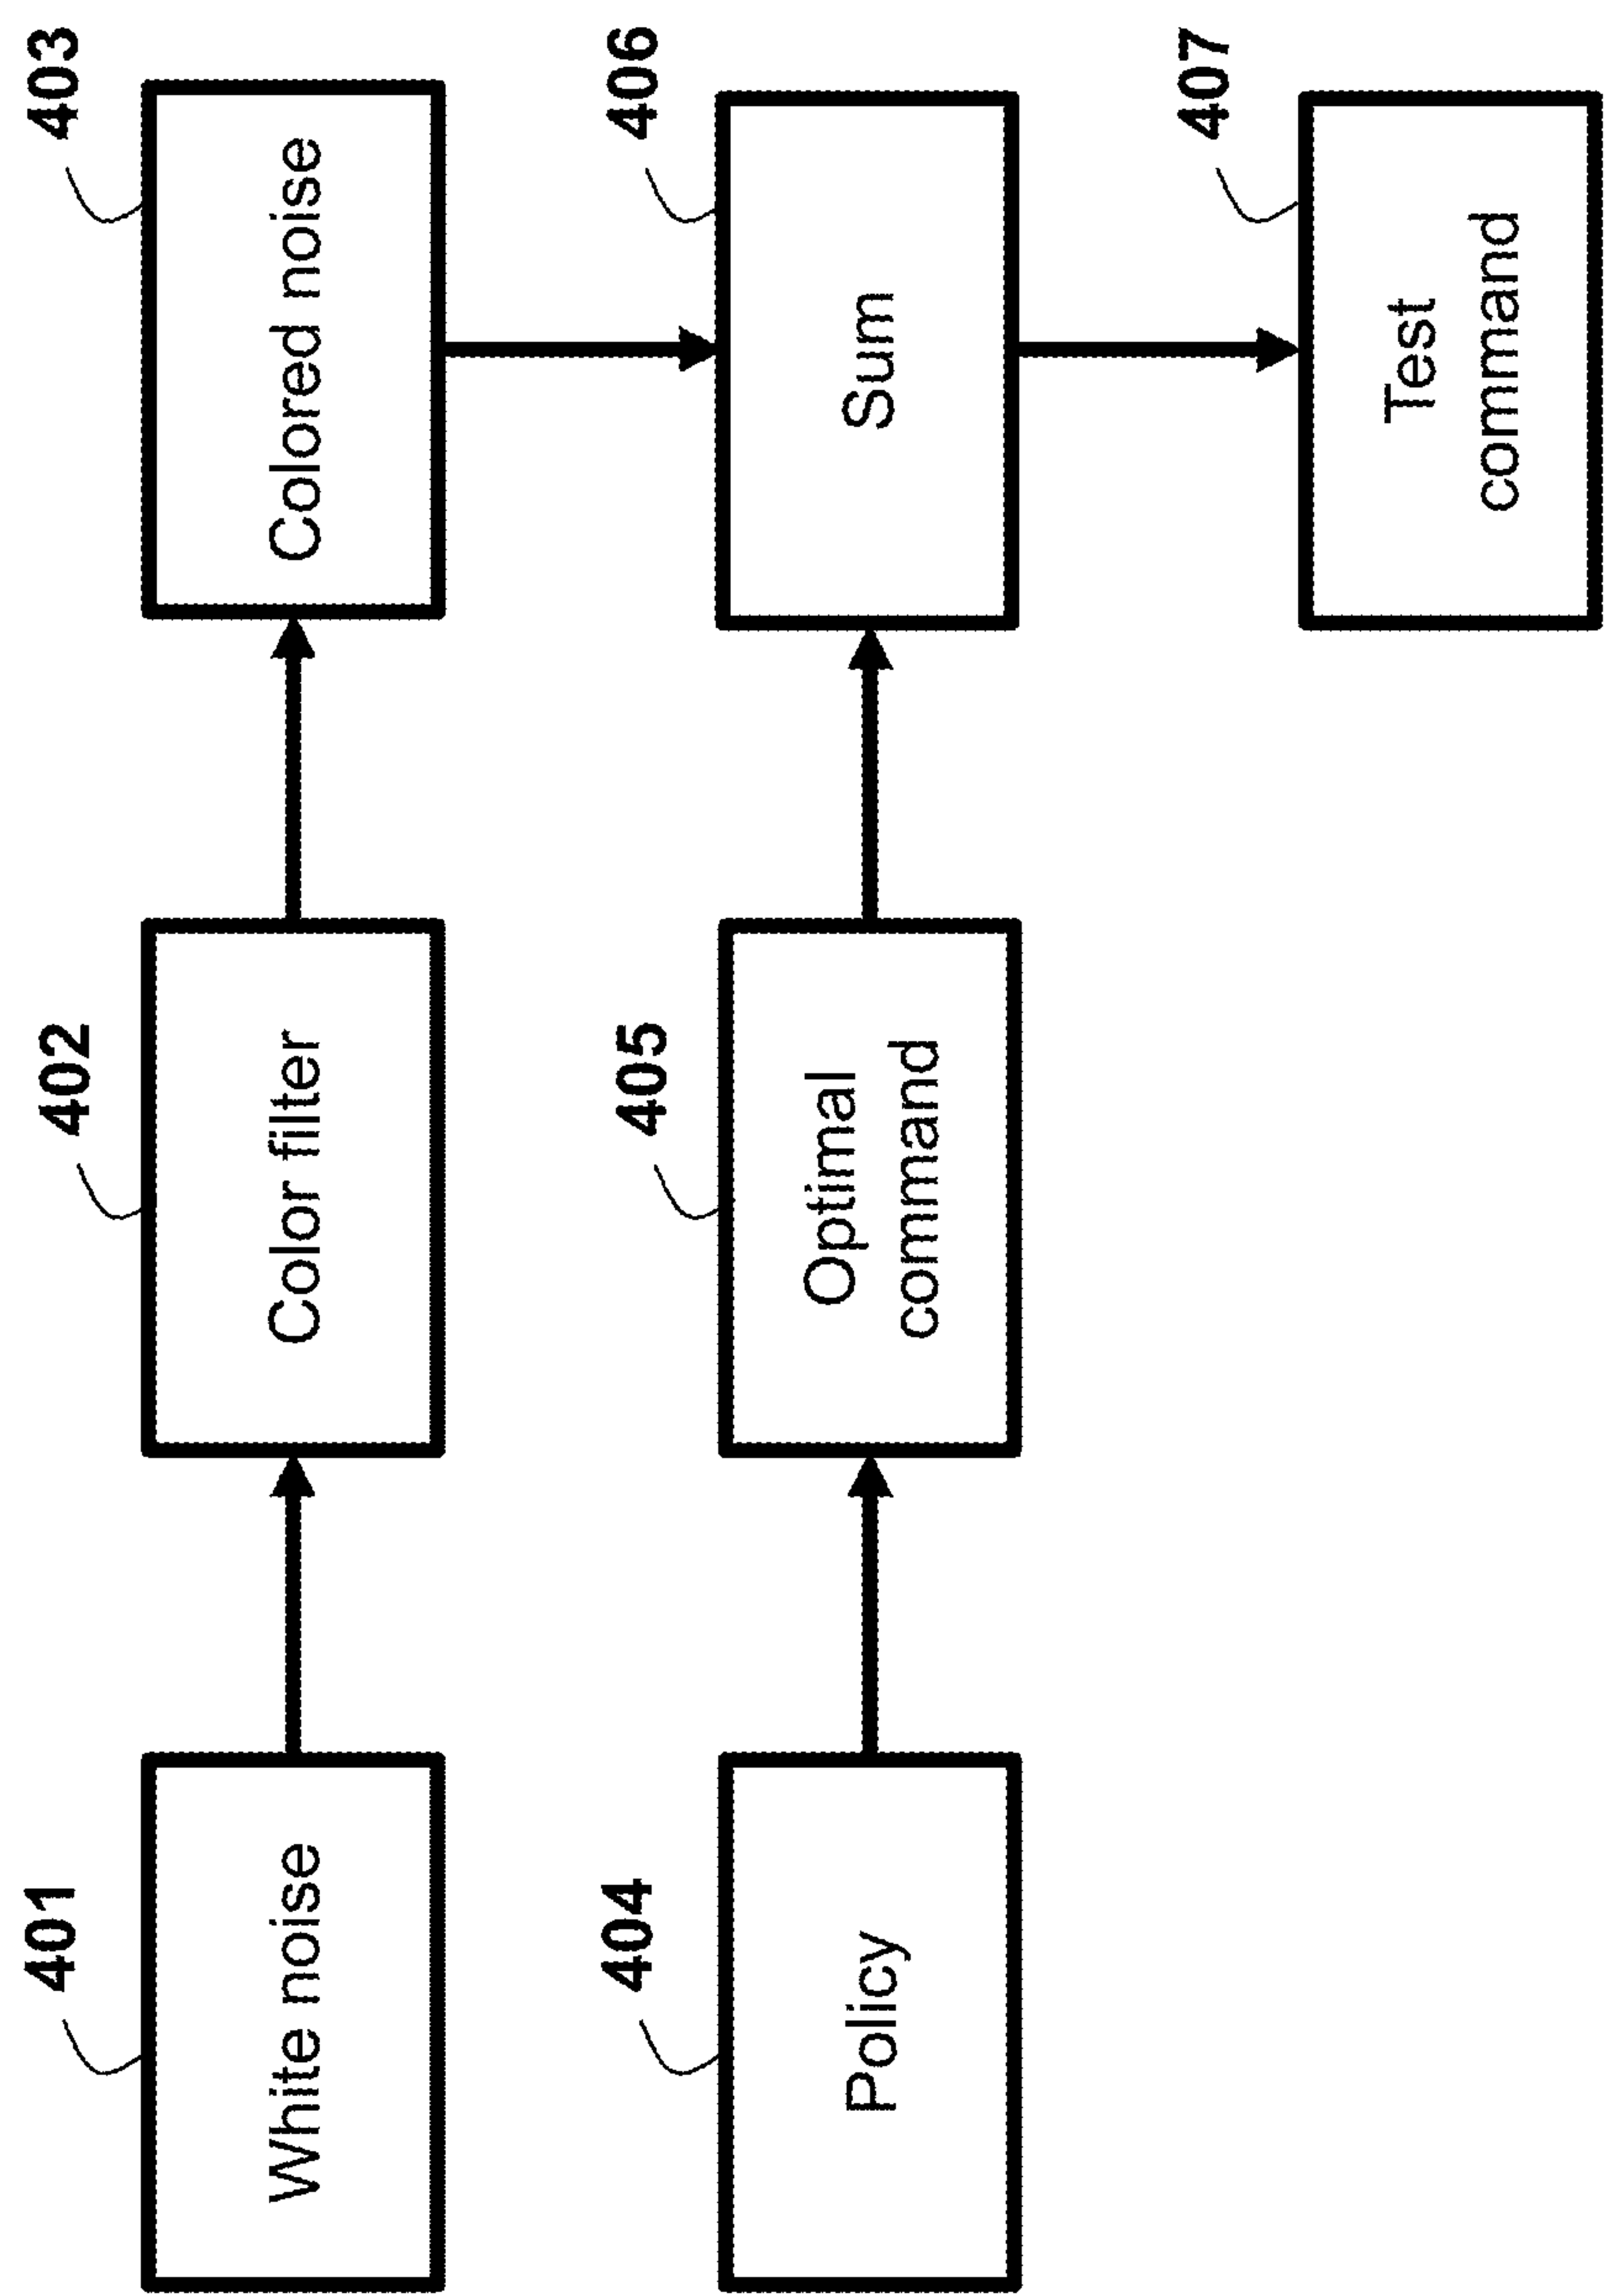 401
White noise
402
Color filter
403
Colored noise
404
Policy
405
Optimal
command
406
Sum
407
Test
command